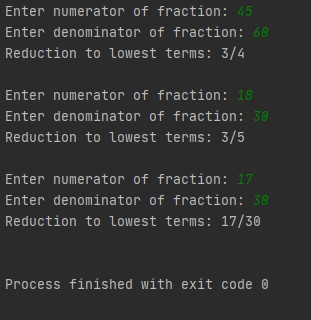 Enter numerator of fraction: 45
Enter denominator of fraction: 60
Reduction to lowest terms: 3/4
Enter numerator of fraction: 18
Enter denominator of fraction: 30
Reduction to lowest terms: 3/5
Enter numerator of fraction: 17
Enter denominator of fraction: 30
Reduction to lowest terms: 17/30
Process finished with exit code 0